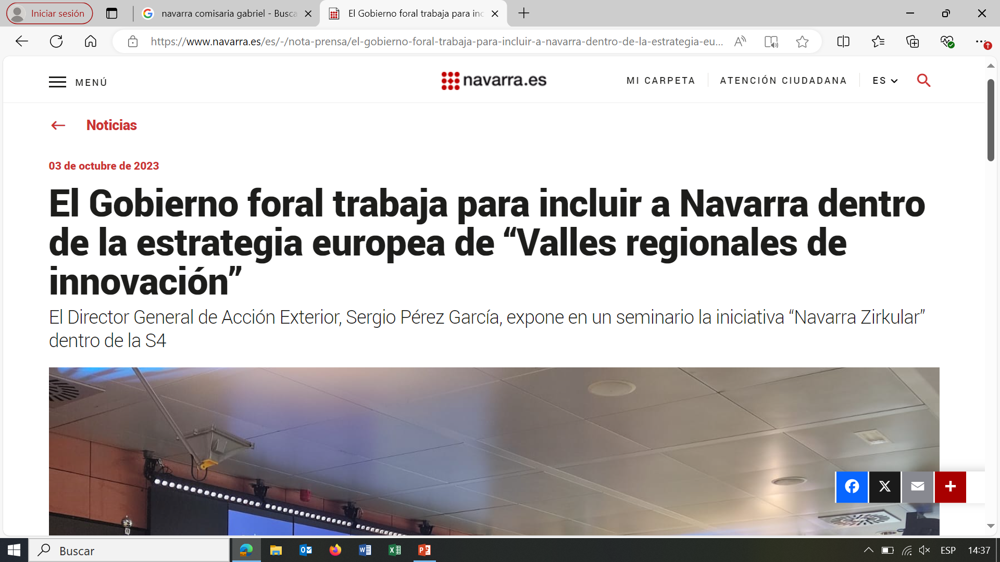 Iniciar sesión
navarra comisaria gabriel - Busca
El Gobierno foral trabaja para inc
https://www.navarra.es/es/-/nota-prensa/el-gobierno-foral-trabaja-para-incluir-a-navarra-dentro-de-la-estrategia-eu...
MENÚ
navarra.es
MI CARPETA
ATENCIÓN CIUDADANA
ES
Noticias
03 de octubre de 2023
El Gobierno foral trabaja para incluir a Navarra dentro
de la estrategia europea de “Valles regionales de
innovación”
El Director General de Acción Exterior, Sergio Pérez García, expone en un seminario la iniciativa “Navarra Zirkular”
dentro de la S4
Buscar
ESP
14:37